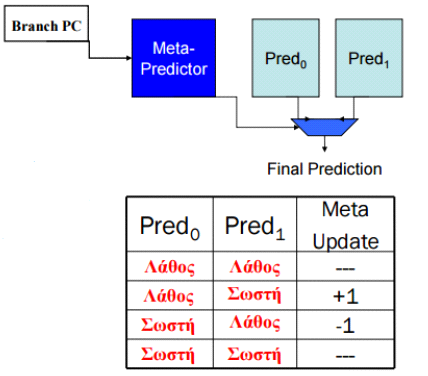 Branch PC
Meta-
Predictor
Pred0
Pred1
Final Prediction
Pred0 Pred1 Meta
Update
Λάθος Λάθος ---
Λάθος Σωστή +1
Σωστή Λάθος -1
Σωστή Σωστή ---